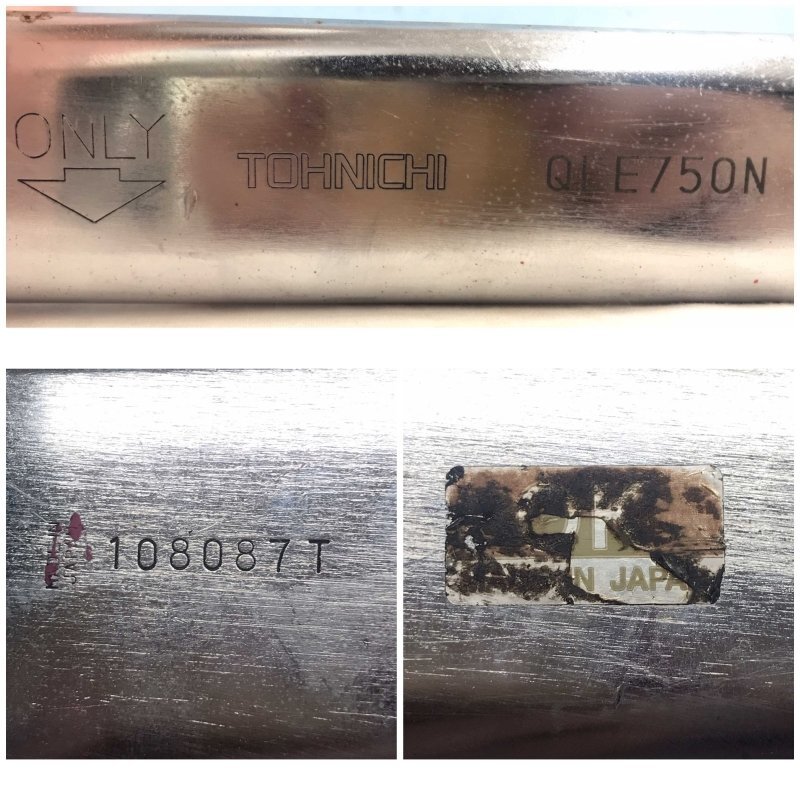 ONLY
TOHNICHI QLE750N
108087T
N JAPA